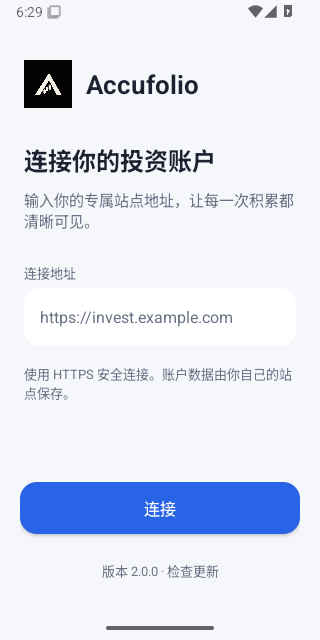 6:29
Accufolio
连接你的投资账户
输入你的专属站点地址，让每一次积累都
清晰可见。
连接地址
https://invest.example.com
使用 HTTPS 安全连接。账户数据由你自己的站
点保存。
连接
版本 2.0.0 · 检查更新